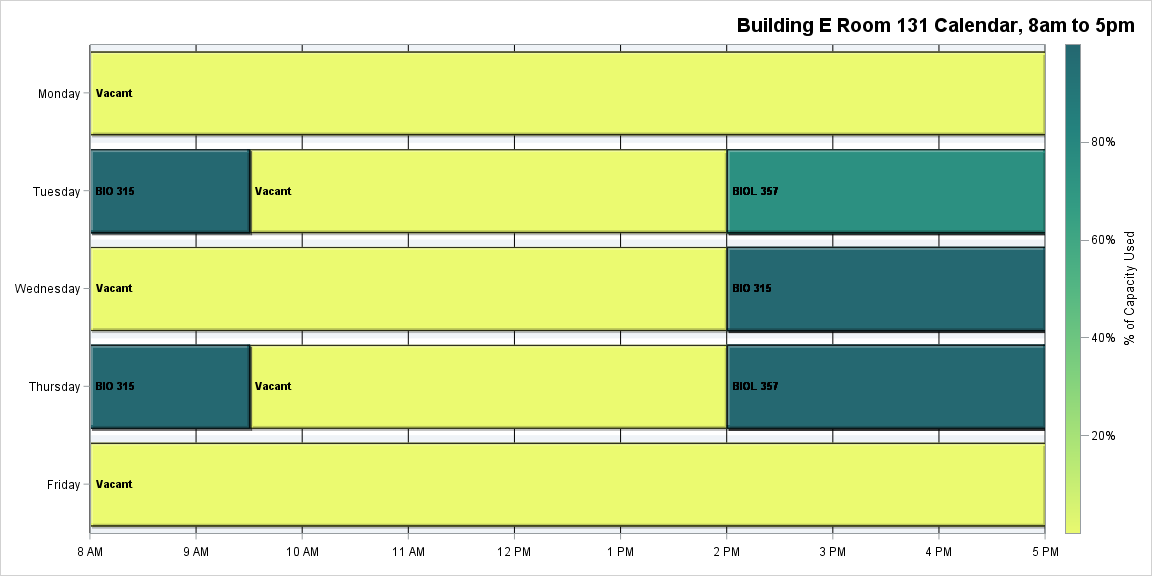 Building E Room 131 Calendar, 8am to 5pm
Monday
Vacant
Tuesday
BIO 315
Vacant
BIOL 357
Wednesday
Vacant
BIO 315
Thursday
BIO 315
Vacant
BIOL 357
Friday
Vacant
8 AM
9 AM
10 AM
11 AM
12 PM
1 PM
2 PM
3 PM
4 PM
5 PM
80%
60%
40%
20%
% of Capacity Used